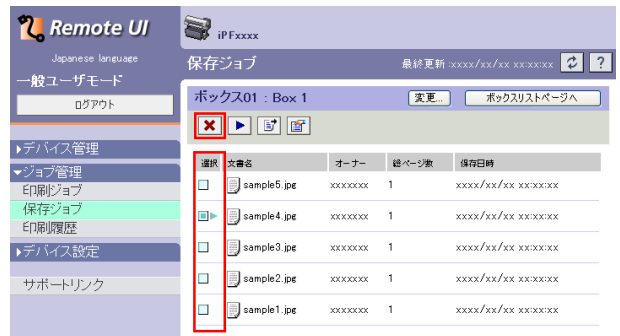 Remote UI
iPFxxxx
Japanese language
一般ユーザモード
保存ジョブ
最終更新:xxxx/xx/xx xx:xx:xx
?
ログアウト
ボックス01 : Box 1
変更...
ボックスリストページへ
デバイス管理
ジョブ管理
印刷ジョブ
保存ジョブ
印刷履歴
デバイス設定
サポートリンク
選択 文書名 オーナー 総ページ数 保存日時
sample5.jpg xxxxxxx 1 xxxx/xx/xx xx:xx:xx
sample4.jpg xxxxxxx 1 xxxx/xx/xx xx:xx:xx
sample3.jpg xxxxxxx 1 xxxx/xx/xx xx:xx:xx
sample2.jpg xxxxxxx 1 xxxx/xx/xx xx:xx:xx
sample1.jpg xxxxxxx 1 xxxx/xx/xx xx:xx:xx